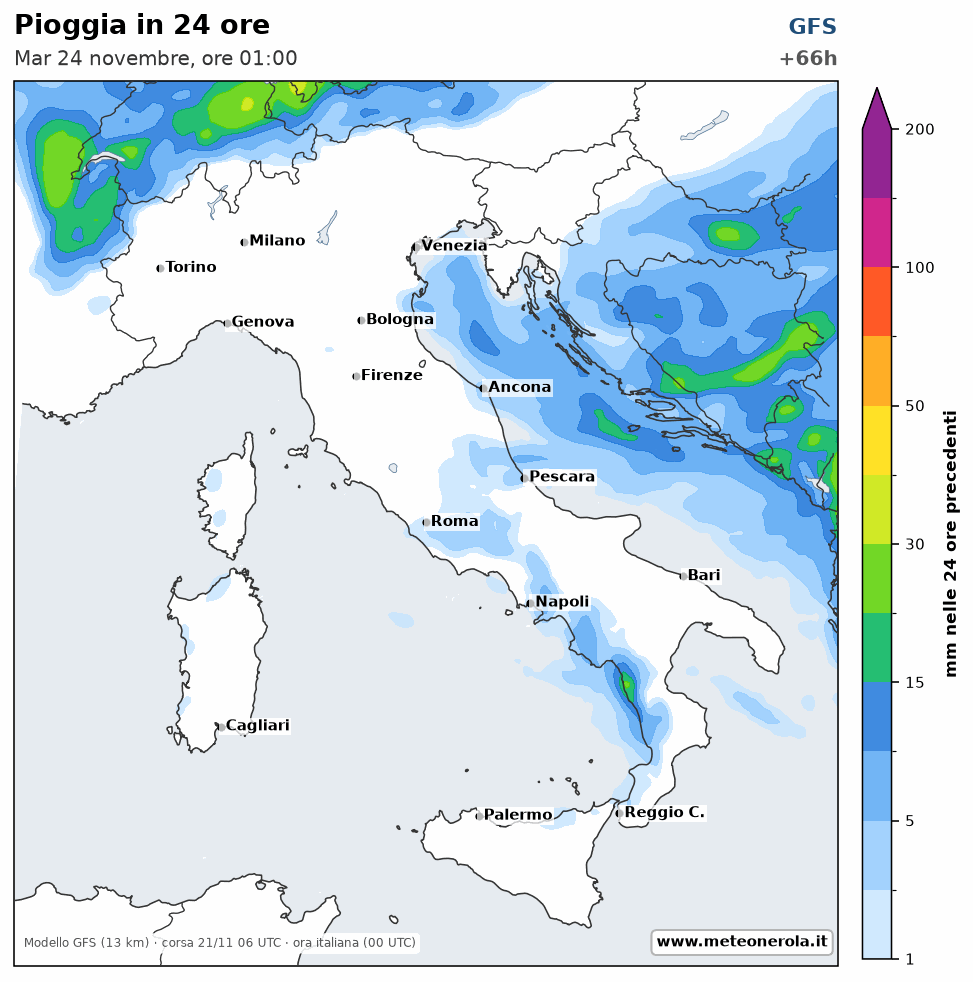 Pioggia in 24 ore
GFS
Mar 24 novembre, ore 01:00
+66h
200
100
50
30
15
5
1
mm nelle 24 ore precedenti
Milano
Venezia
Torino
Bologna
Genova
Firenze
Ancona
Pescara
Roma
Bari
Napoli
Cagliari
Palermo
Reggio C.
Modello GFS (13 km) · corsa 21/11 06 UTC · ora italiana (00 UTC)
www.meteonerola.it